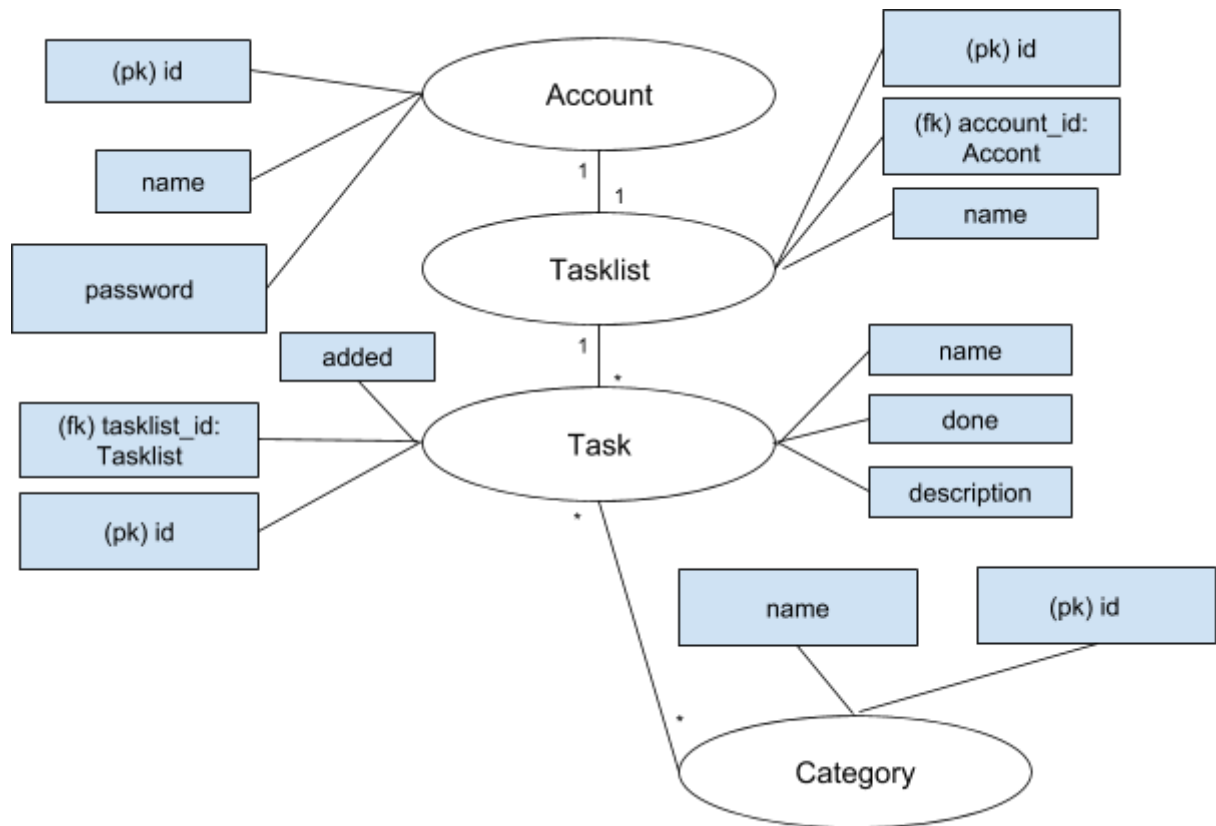 (pk) id
Account
(pk) id
(fk) account_id:
Accont
name
1
1
name
password
Tasklist
1
added
name
*
(fk) tasklist_id:
Tasklist
Task
done
(pk) id
description
*
name
(pk) id
*
Category